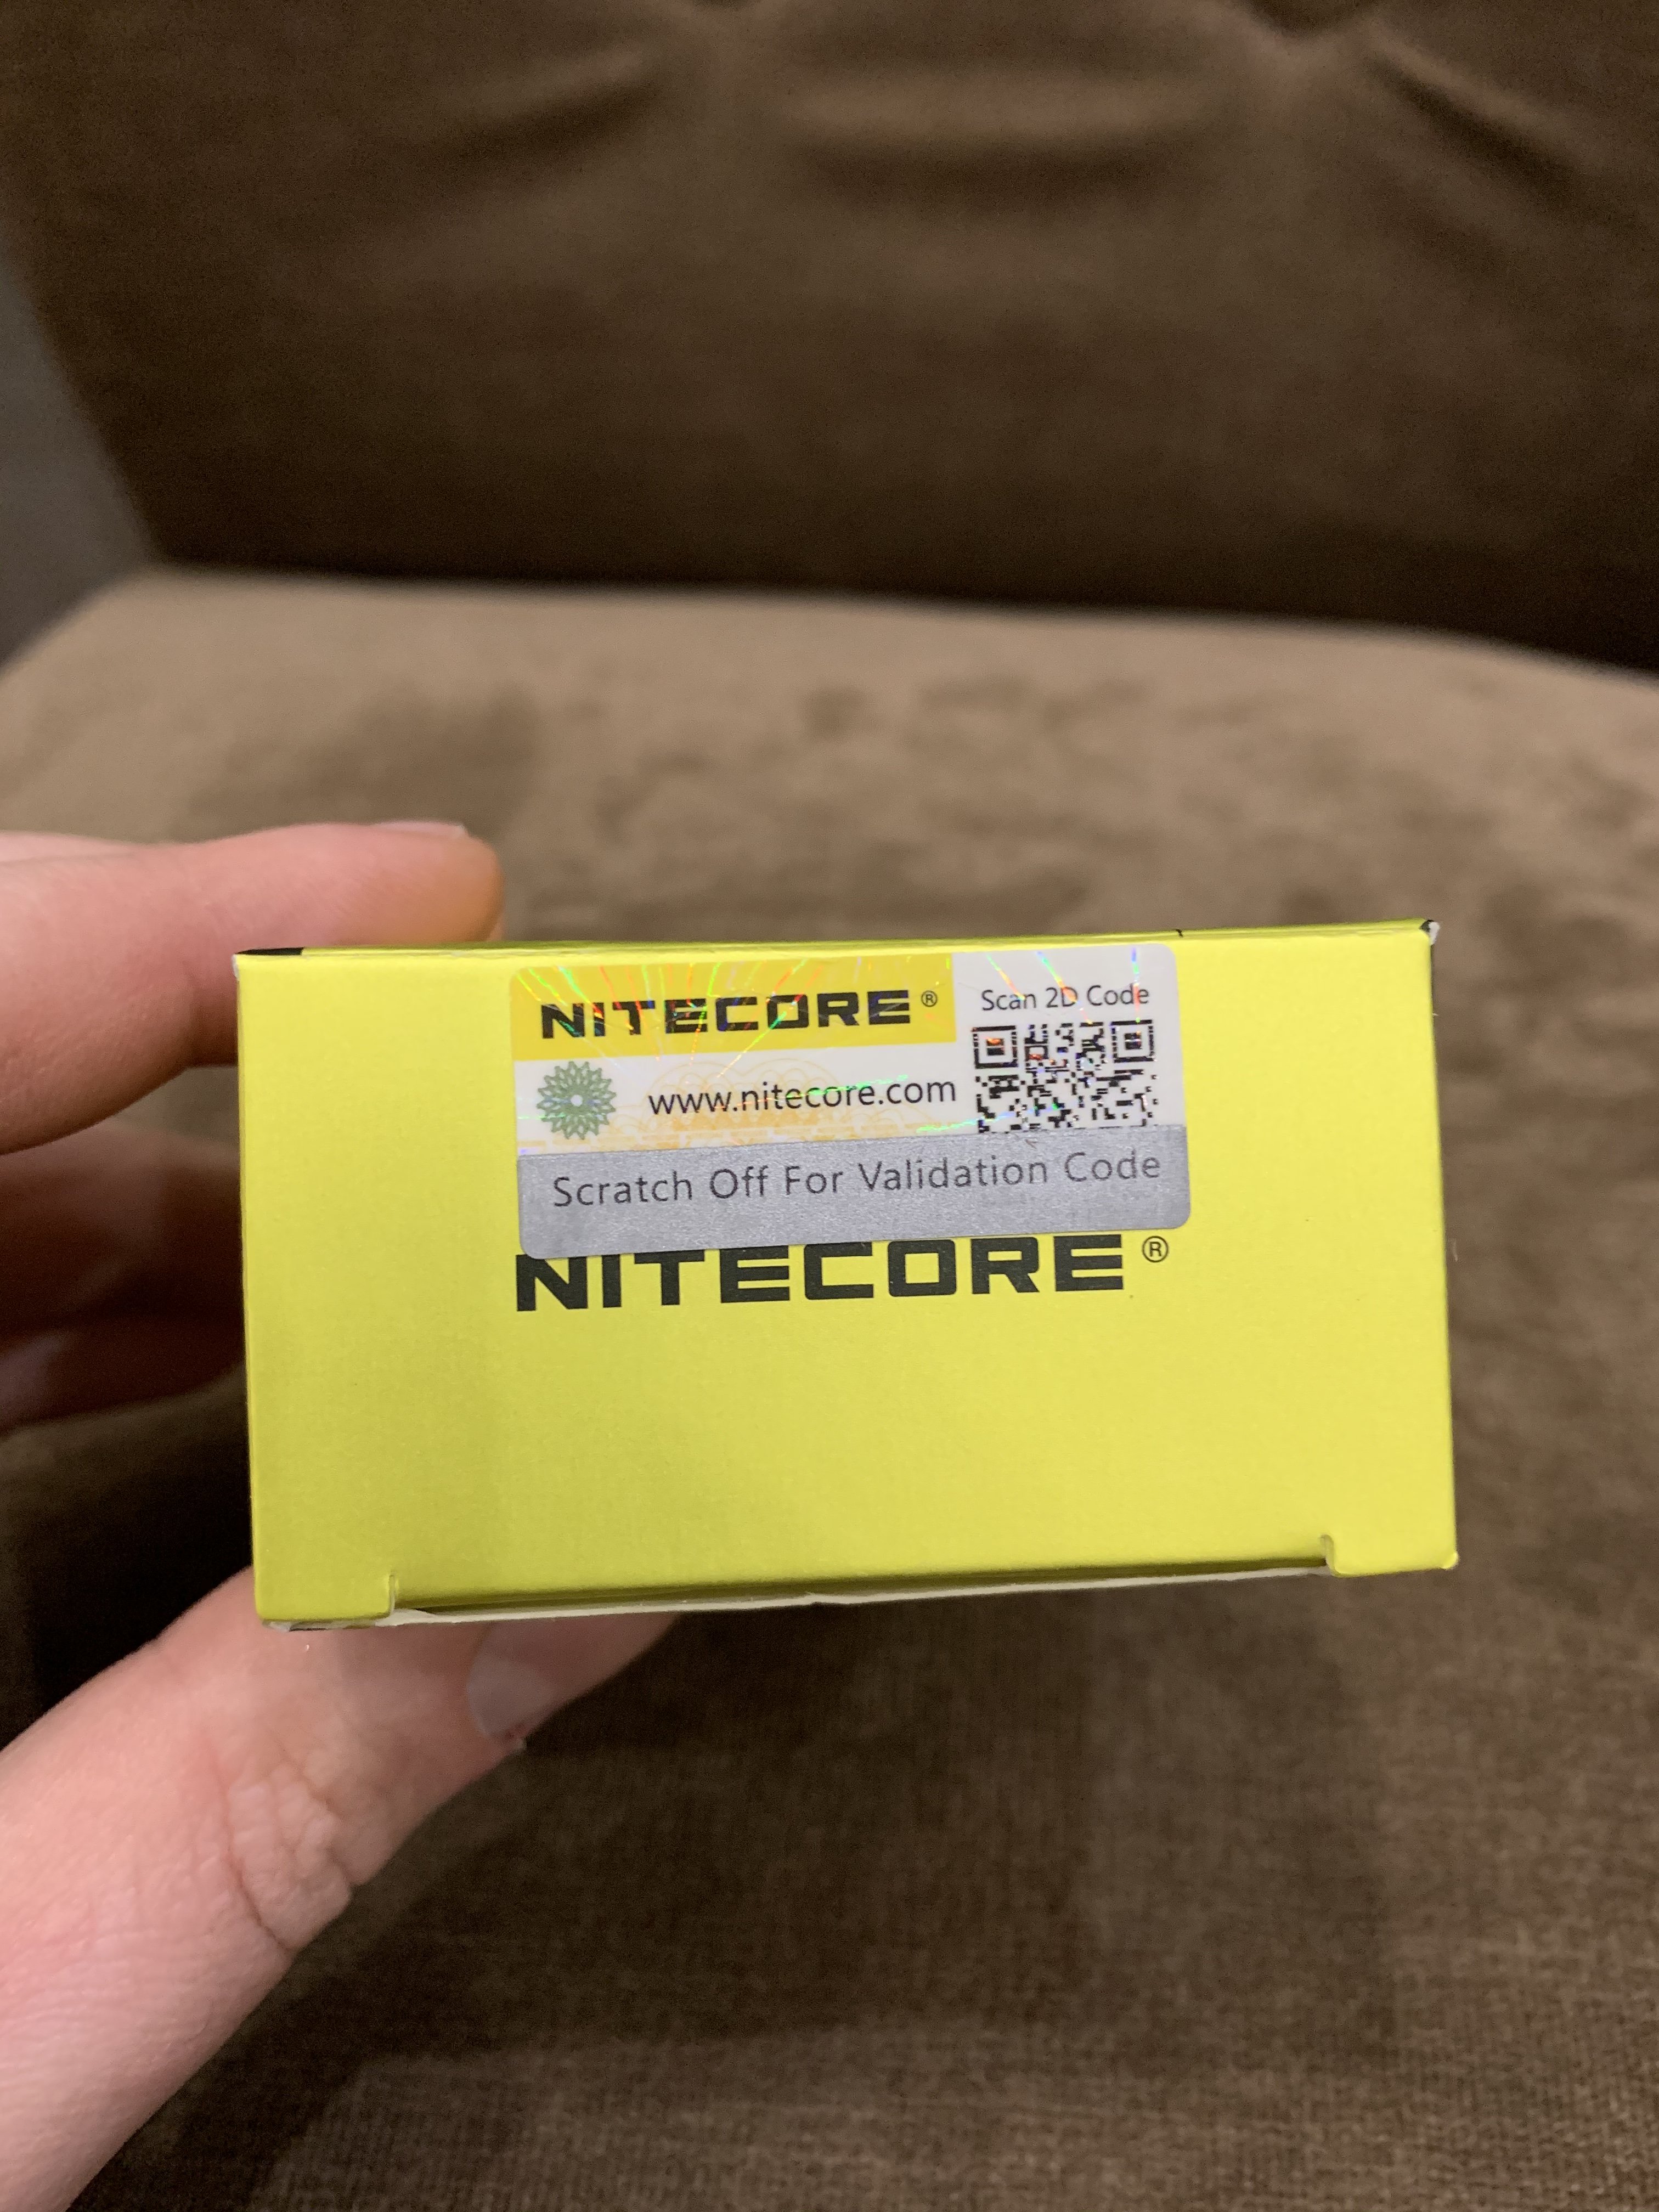 NITECORE®
Scan 2D Code
www.nitecore.com
Scratch Off For Validation Code
NITECORE®